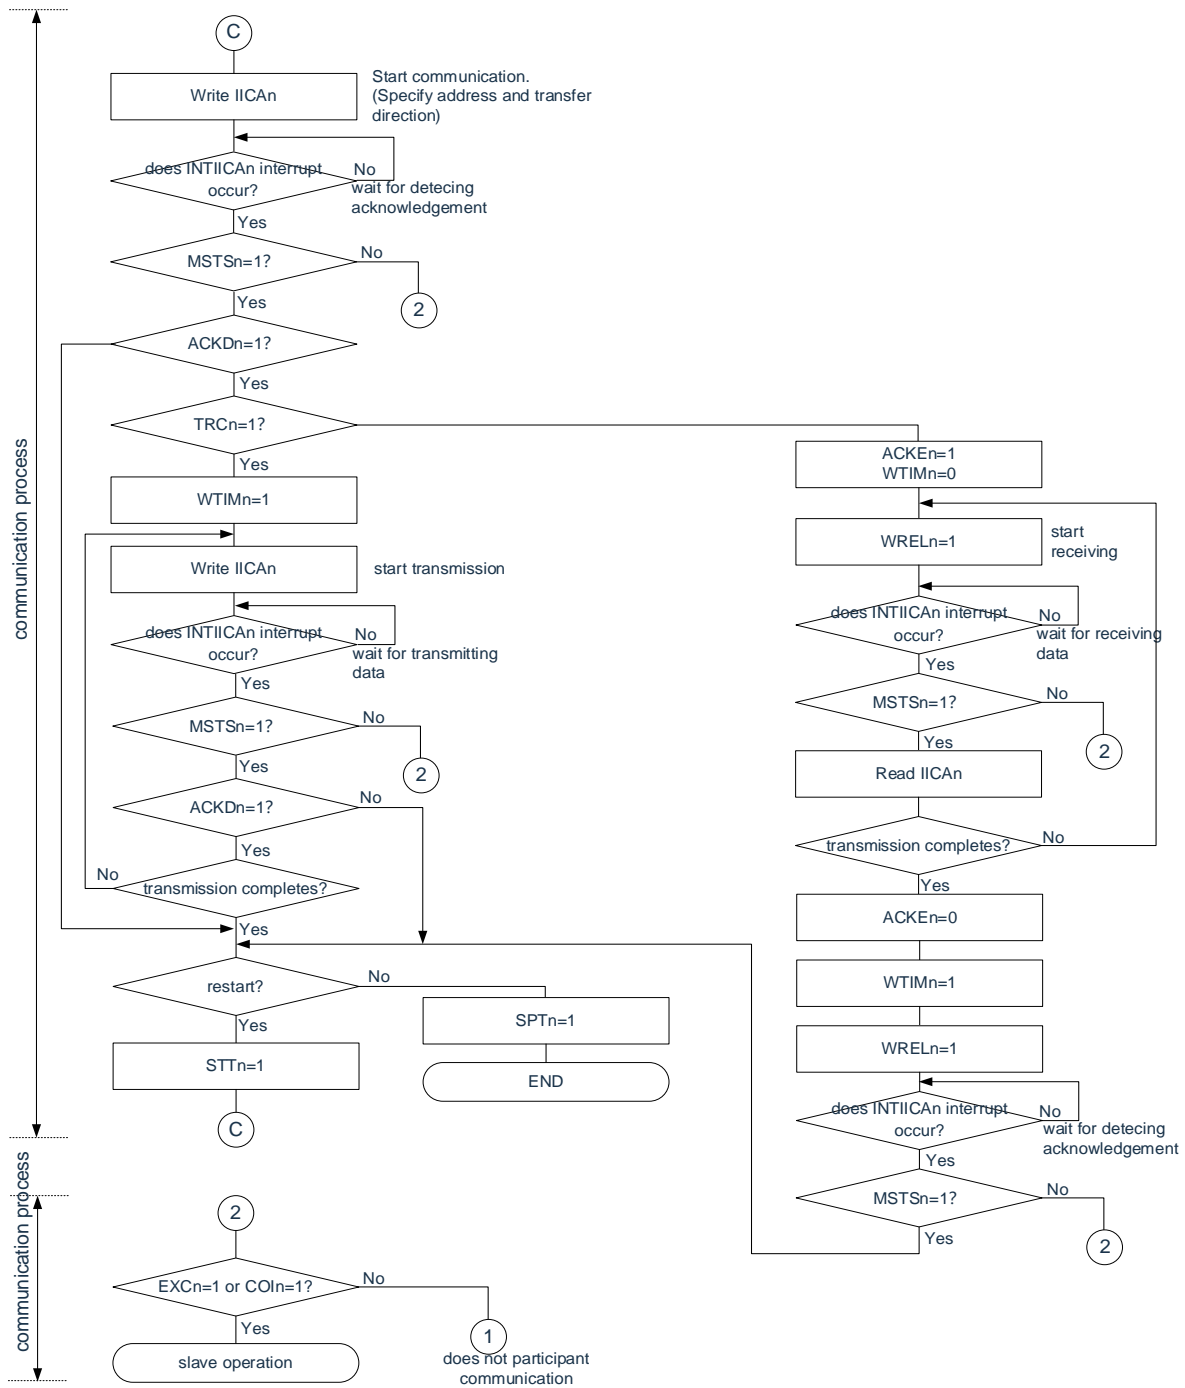 C
Write IICAn
Start communication.
(Specify address and transfer
direction)
does INTIICAn interrupt
occur?
No
wait for detecing
acknowledgement
Yes
MSTSn=1?
No
2
Yes
ACKDn=1?
Yes
TRCn=1?
Yes
WTIMn=1
Write IICAn
start transmission
does INTIICAn interrupt
occur?
No
wait for transmitting
data
Yes
MSTSn=1?
No
2
Yes
ACKDn=1?
No
Yes
No
transmission completes?
Yes
restart?
No
Yes
SPTn=1
END
STTn=1
C
communication process
ACKEn=1
WTIMn=0
WRELn=1
start
receiving
does INTIICAn interrupt
occur?
No
wait for receiving
data
Yes
MSTSn=1?
No
2
Yes
Read IICAn
transmission completes?
No
Yes
ACKEn=0
WTIMn=1
WRELn=1
does INTIICAn interrupt
occur?
No
wait for detecing
acknowledgement
Yes
MSTSn=1?
No
2
Yes
communication process
2
EXCn=1 or COIn=1?
No
1
does not participant
communication
Yes
slave operation